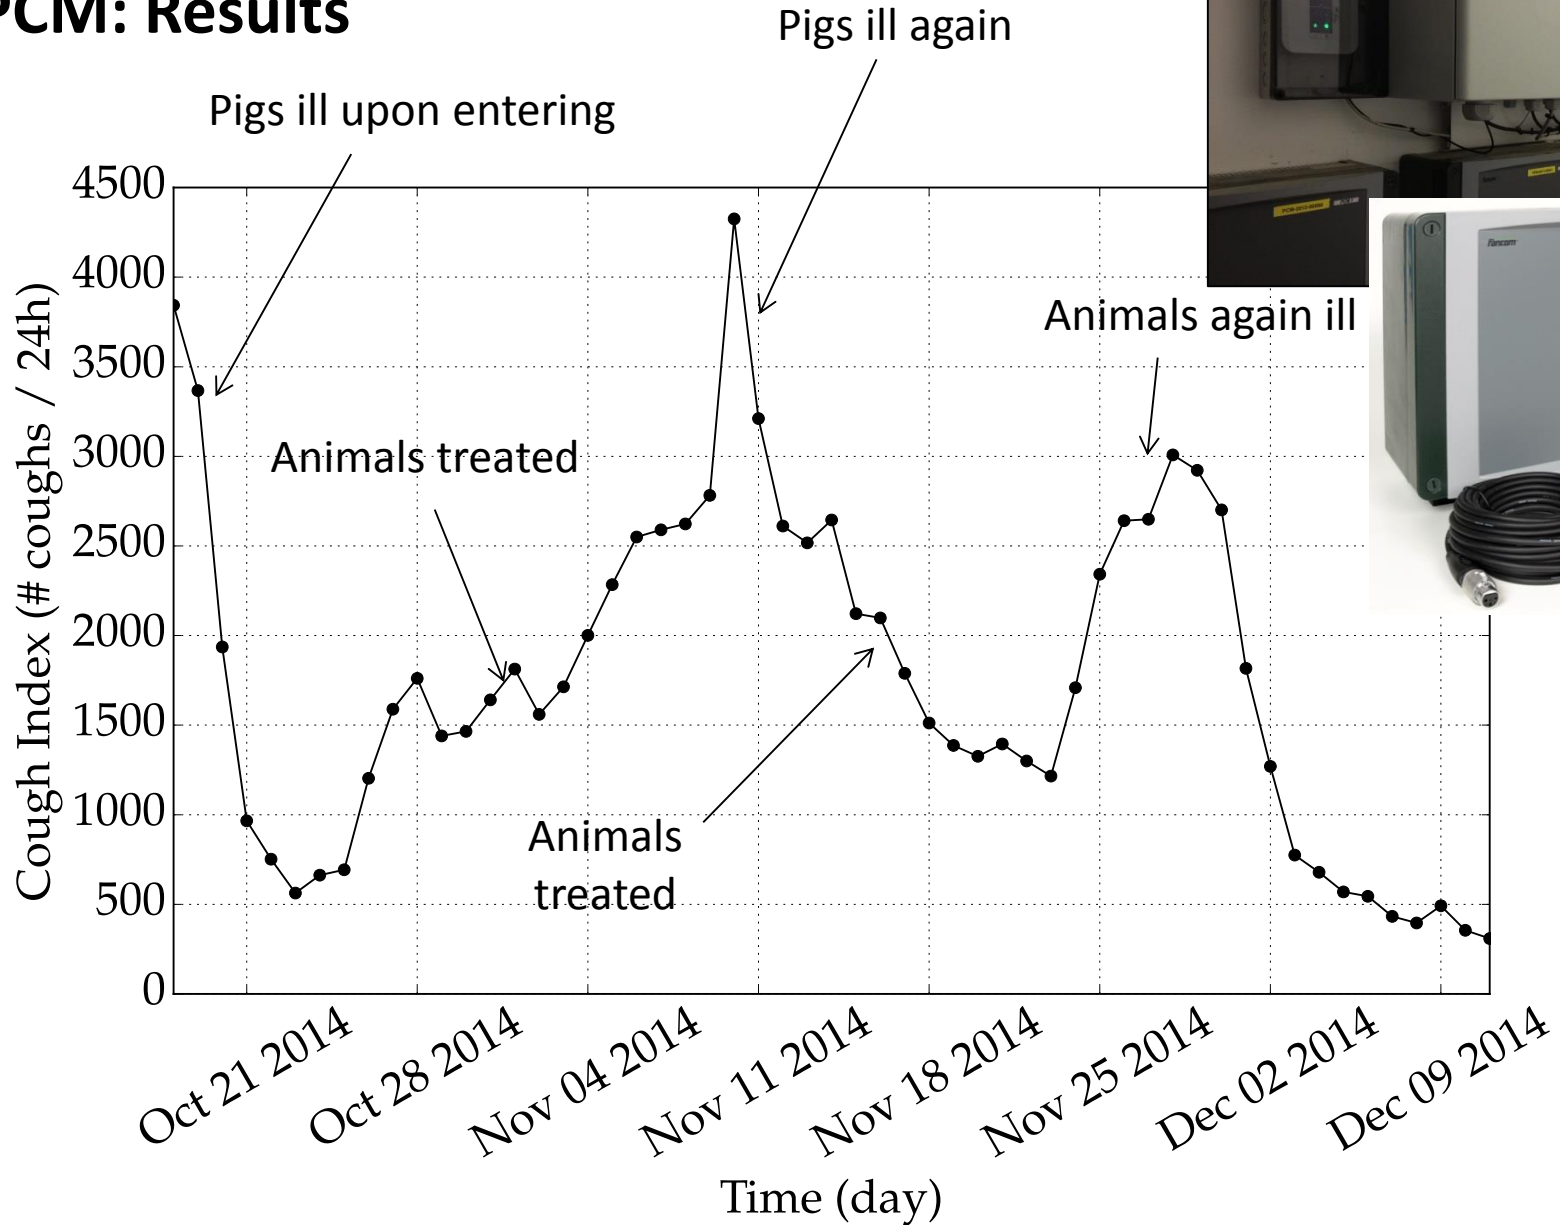 PCM: Results
Pigs ill again
Pigs ill upon entering
Animals again ill
Animals treated
Animals
treated
Cough Index (# coughs / 24h)
4500
4000
3500
3000
2500
2000
1500
1000
500
0
Oct 21 2014
Oct 28 2014
Nov 04 2014
Nov 11 2014
Nov 18 2014
Nov 25 2014
Dec 02 2014
Dec 09 2014
Time (day)
Fancom